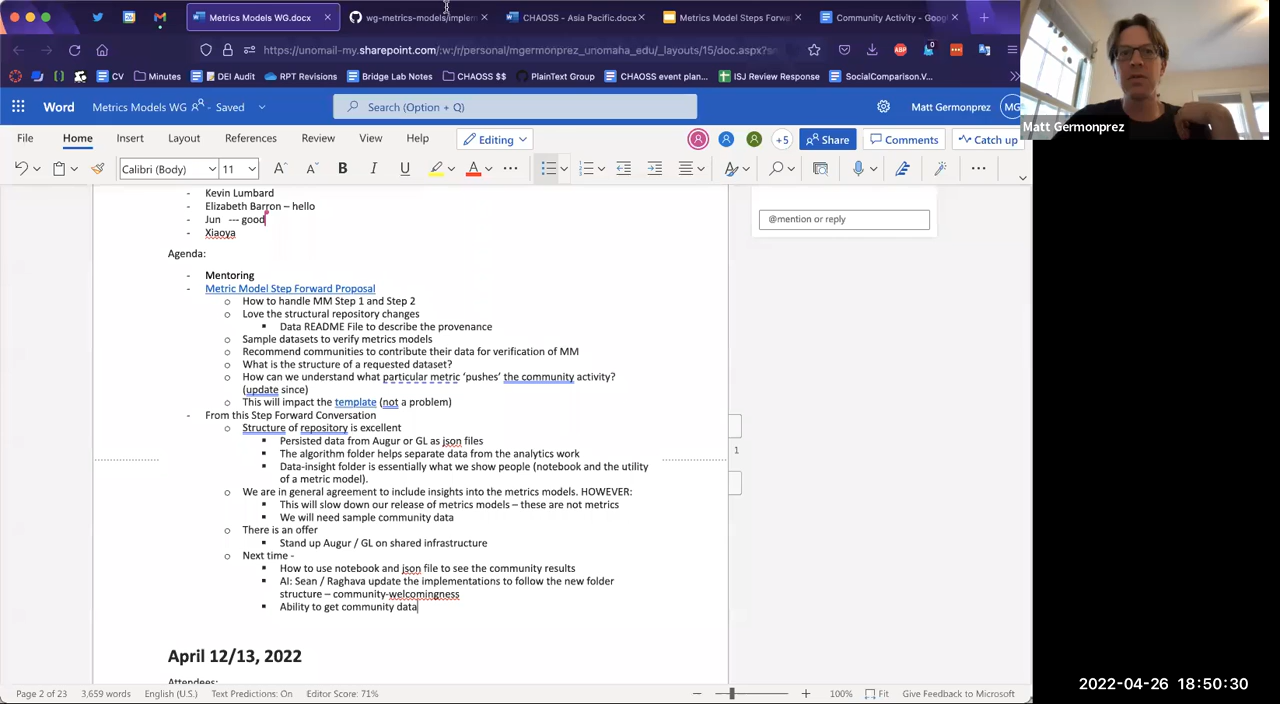 Metrics Models WG.docx
wg-metrics-models/implem
CHAOSS - Asia Pacific.docx
Metrics Model Steps Forwa
Community Activity - Goog
https://unomail-my.sharepoint.com/:w:/r/personal/mgermonprez_unomaha_edu/_layouts/15/doc.aspx?so
CV
Minutes
DEI Audit
RPT Revisions
Bridge Lab Notes
CHAOSS $$
PlainText Group
CHAOSS event plan...
ISJ Review Response
SocialComparison.V...
Word
Metrics Models WG - Saved
Search (Option + Q)
Matt Germonprez
MG
Matt Germonprez
File
Home
Insert
Layout
References
Review
View
Help
Editing
+5
Share
Comments
Catch up
Calibri (Body)
11
- Kevin Lumbard
- Elizabeth Barron – hello
- Jun --- good
- Xiaoya
@mention or reply
Agenda:
- Mentoring
- Metric Model Step Forward Proposal
o How to handle MM Step 1 and Step 2
o Love the structural repository changes
▪ Data README File to describe the provenance
o Sample datasets to verify metrics models
o Recommend communities to contribute their data for verification of MM
o What is the structure of a requested dataset?
o How can we understand what particular metric ‘pushes’ the community activity?
(update since)
o This will impact the template (not a problem)
- From this Step Forward Conversation
o Structure of repository is excellent
▪ Persisted data from Augur or GL as json files
▪ The algorithm folder helps separate data from the analytics work
▪ Data-insight folder is essentially what we show people (notebook and the utility
of a metric model).
o We are in general agreement to include insights into the metrics models. HOWEVER:
▪ This will slow down our release of metrics models – these are not metrics
▪ We will need sample community data
o There is an offer
▪ Stand up Augur / GL on shared infrastructure
o Next time -
▪ How to use notebook and json file to see the community results
▪ AI: Sean / Raghava update the implementations to follow the new folder
structure – community-welcomingness
▪ Ability to get community data
1
April 12/13, 2022
Attendees:
Page 2 of 23
3,659 words
English (U.S.)
Text Predictions: On
Editor Score: 71%
100%
Fit
Give Feedback to Microsoft
2022-04-26 18:50:30